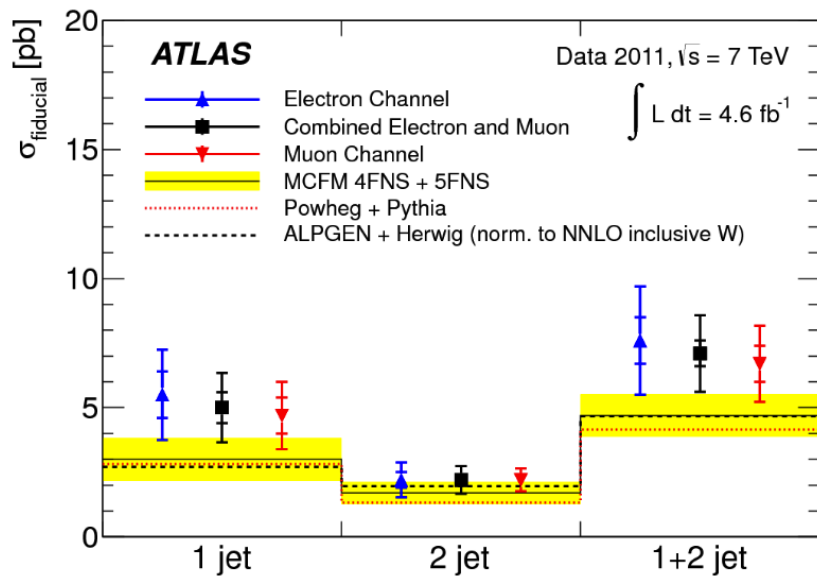 20
15
10
5
0
σfiducial [pb]
ATLAS
Data 2011, √s = 7 TeV
∫ L dt = 4.6 fb-1
Electron Channel
Combined Electron and Muon
Muon Channel
MCFM 4FNS + 5FNS
Powheg + Pythia
ALPGEN + Herwig (norm. to NNLO inclusive W)
1 jet
2 jet
1+2 jet